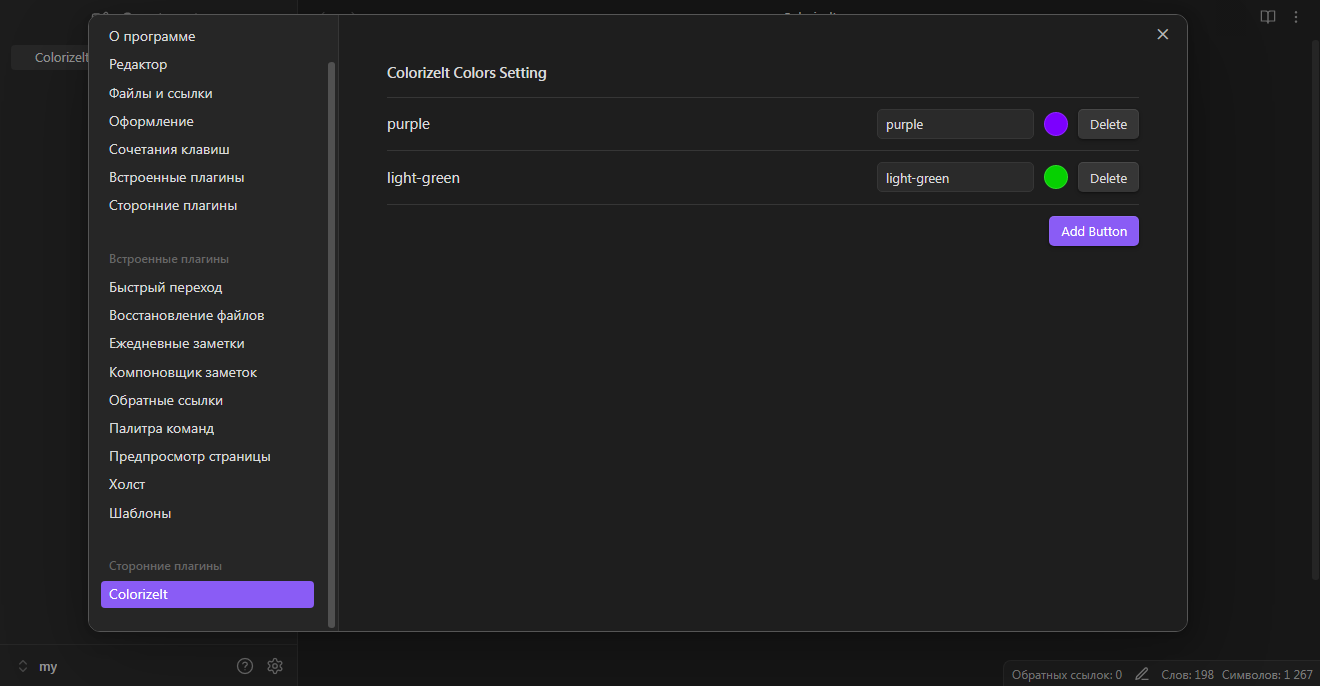 Colorizelt
О программе
Редактор
Файлы и ссылки
Оформление
Сочетания клавиш
Встроенные плагины
Сторонние плагины
Встроенные плагины
Быстрый переход
Восстановление файлов
Ежедневные заметки
Компоновщик заметок
Обратные ссылки
Палитра команд
Предпросмотр страницы
Холст
Шаблоны
Сторонние плагины
ColorizeIt
ColorizeIt Colors Setting
purple
purple
Delete
light-green
light-green
Delete
Add Button
my
Обратных ссылок: 0
Слов: 198
Символов: 1 267